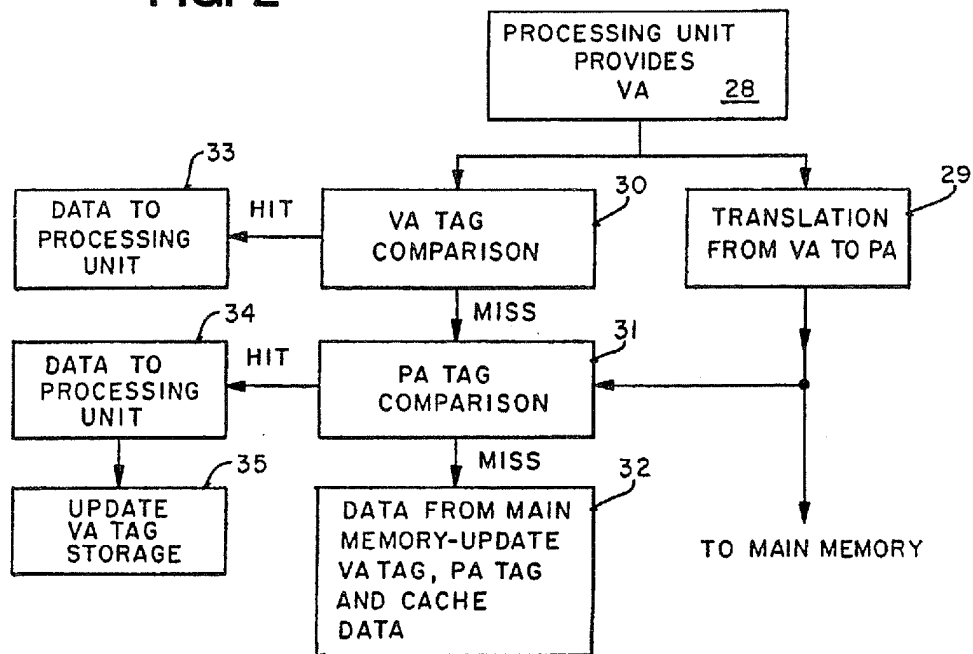 FIG. 2
PROCESSING UNIT
PROVIDES
VA 28
33
30
29
DATA TO
PROCESSING
UNIT
HIT
VA TAG
COMPARISON
TRANSLATION
FROM VA TO PA
MISS
34
31
DATA TO
PROCESSING
UNIT
HIT
PA TAG
COMPARISON
MISS
35
32
UPDATE
VA TAG
STORAGE
DATA FROM MAIN
MEMORY-UPDATE
VA TAG, PA TAG
AND CACHE
DATA
TO MAIN MEMORY